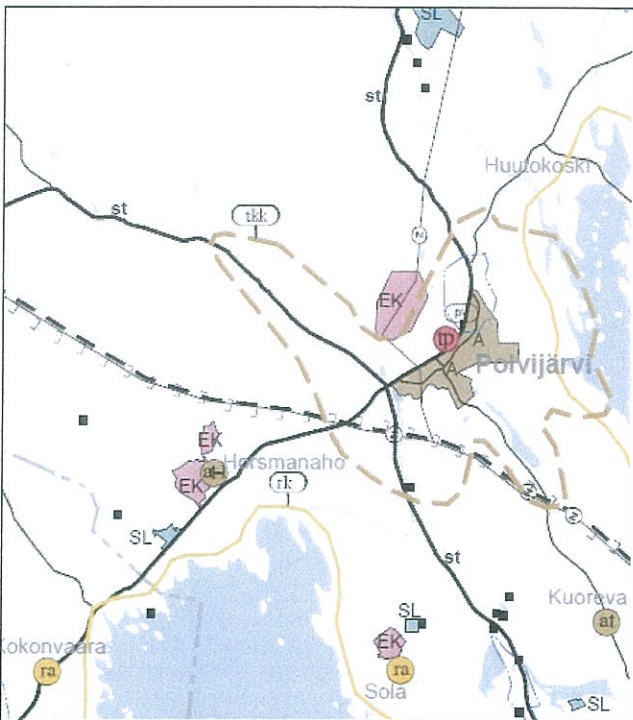 SL
st
Huutokoski
st
tkk
z
EK
p
tp
A
A
Polvijärvi
EK
at
Horsmanaho
EK
rk
SL
st
z
Kuoreva
at
SL
EK
Kokonvaara
ra
ra
Sola
SL